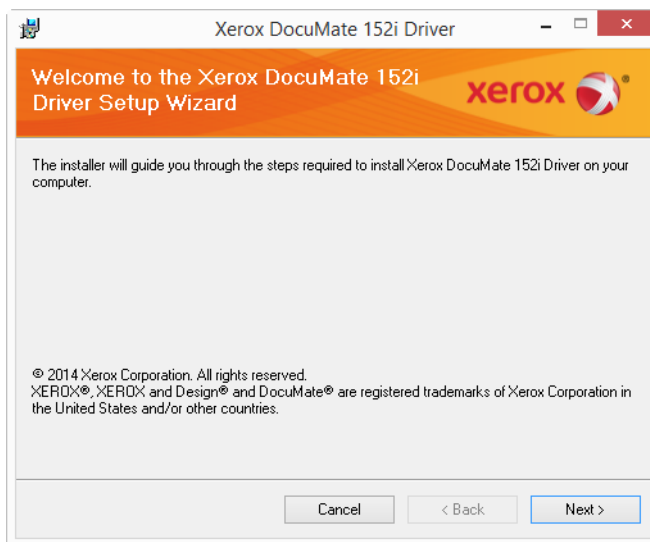 Xerox DocuMate 152i Driver
Welcome to the Xerox DocuMate 152i
Driver Setup Wizard
xerox
The installer will guide you through the steps required to install Xerox DocuMate 152i Driver on your
computer.
© 2014 Xerox Corporation. All rights reserved.
XEROX®, XEROX and Design® and DocuMate® are registered trademarks of Xerox Corporation in
the United States and/or other countries.
Cancel
< Back
Next >